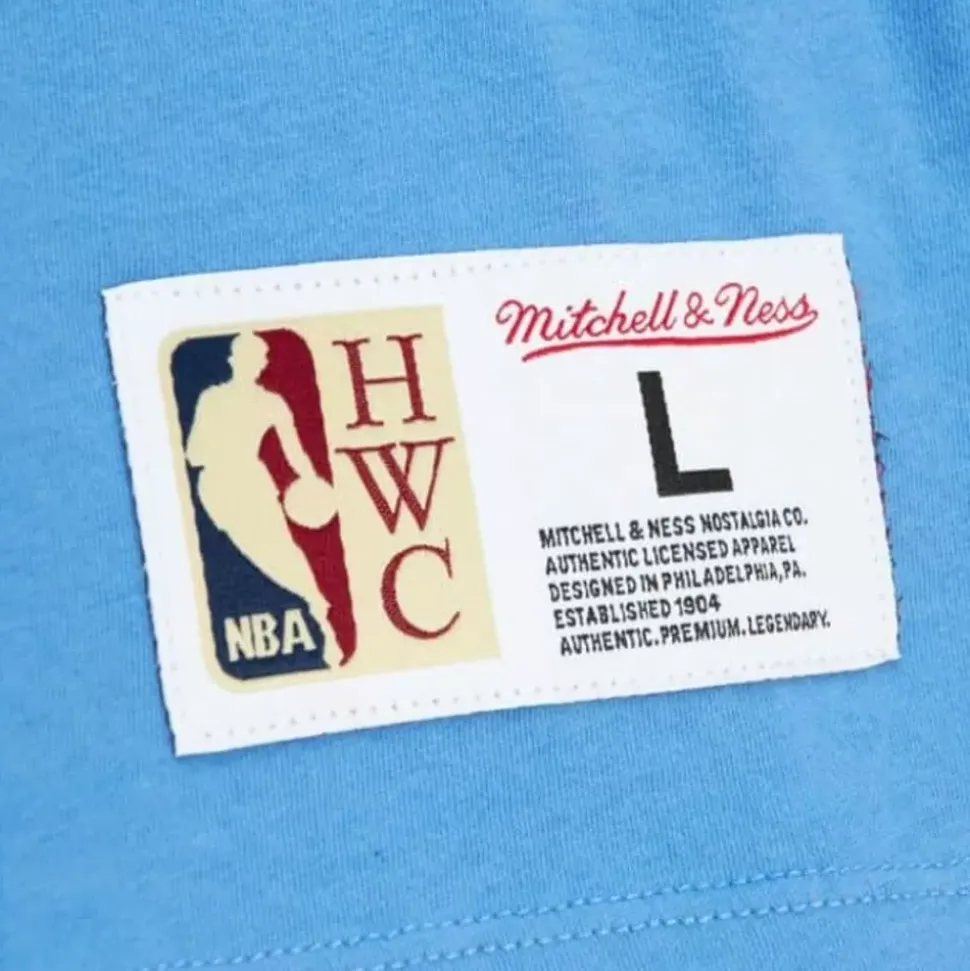 NBA
H
W
C
Mitchell & Ness
L
MITCHELL & NESS NOSTALGIA CO.
AUTHENTIC LICENSED APPAREL
DESIGNED IN PHILADELPHIA, PA.
ESTABLISHED 1904
AUTHENTIC. PREMIUM. LEGENDARY.